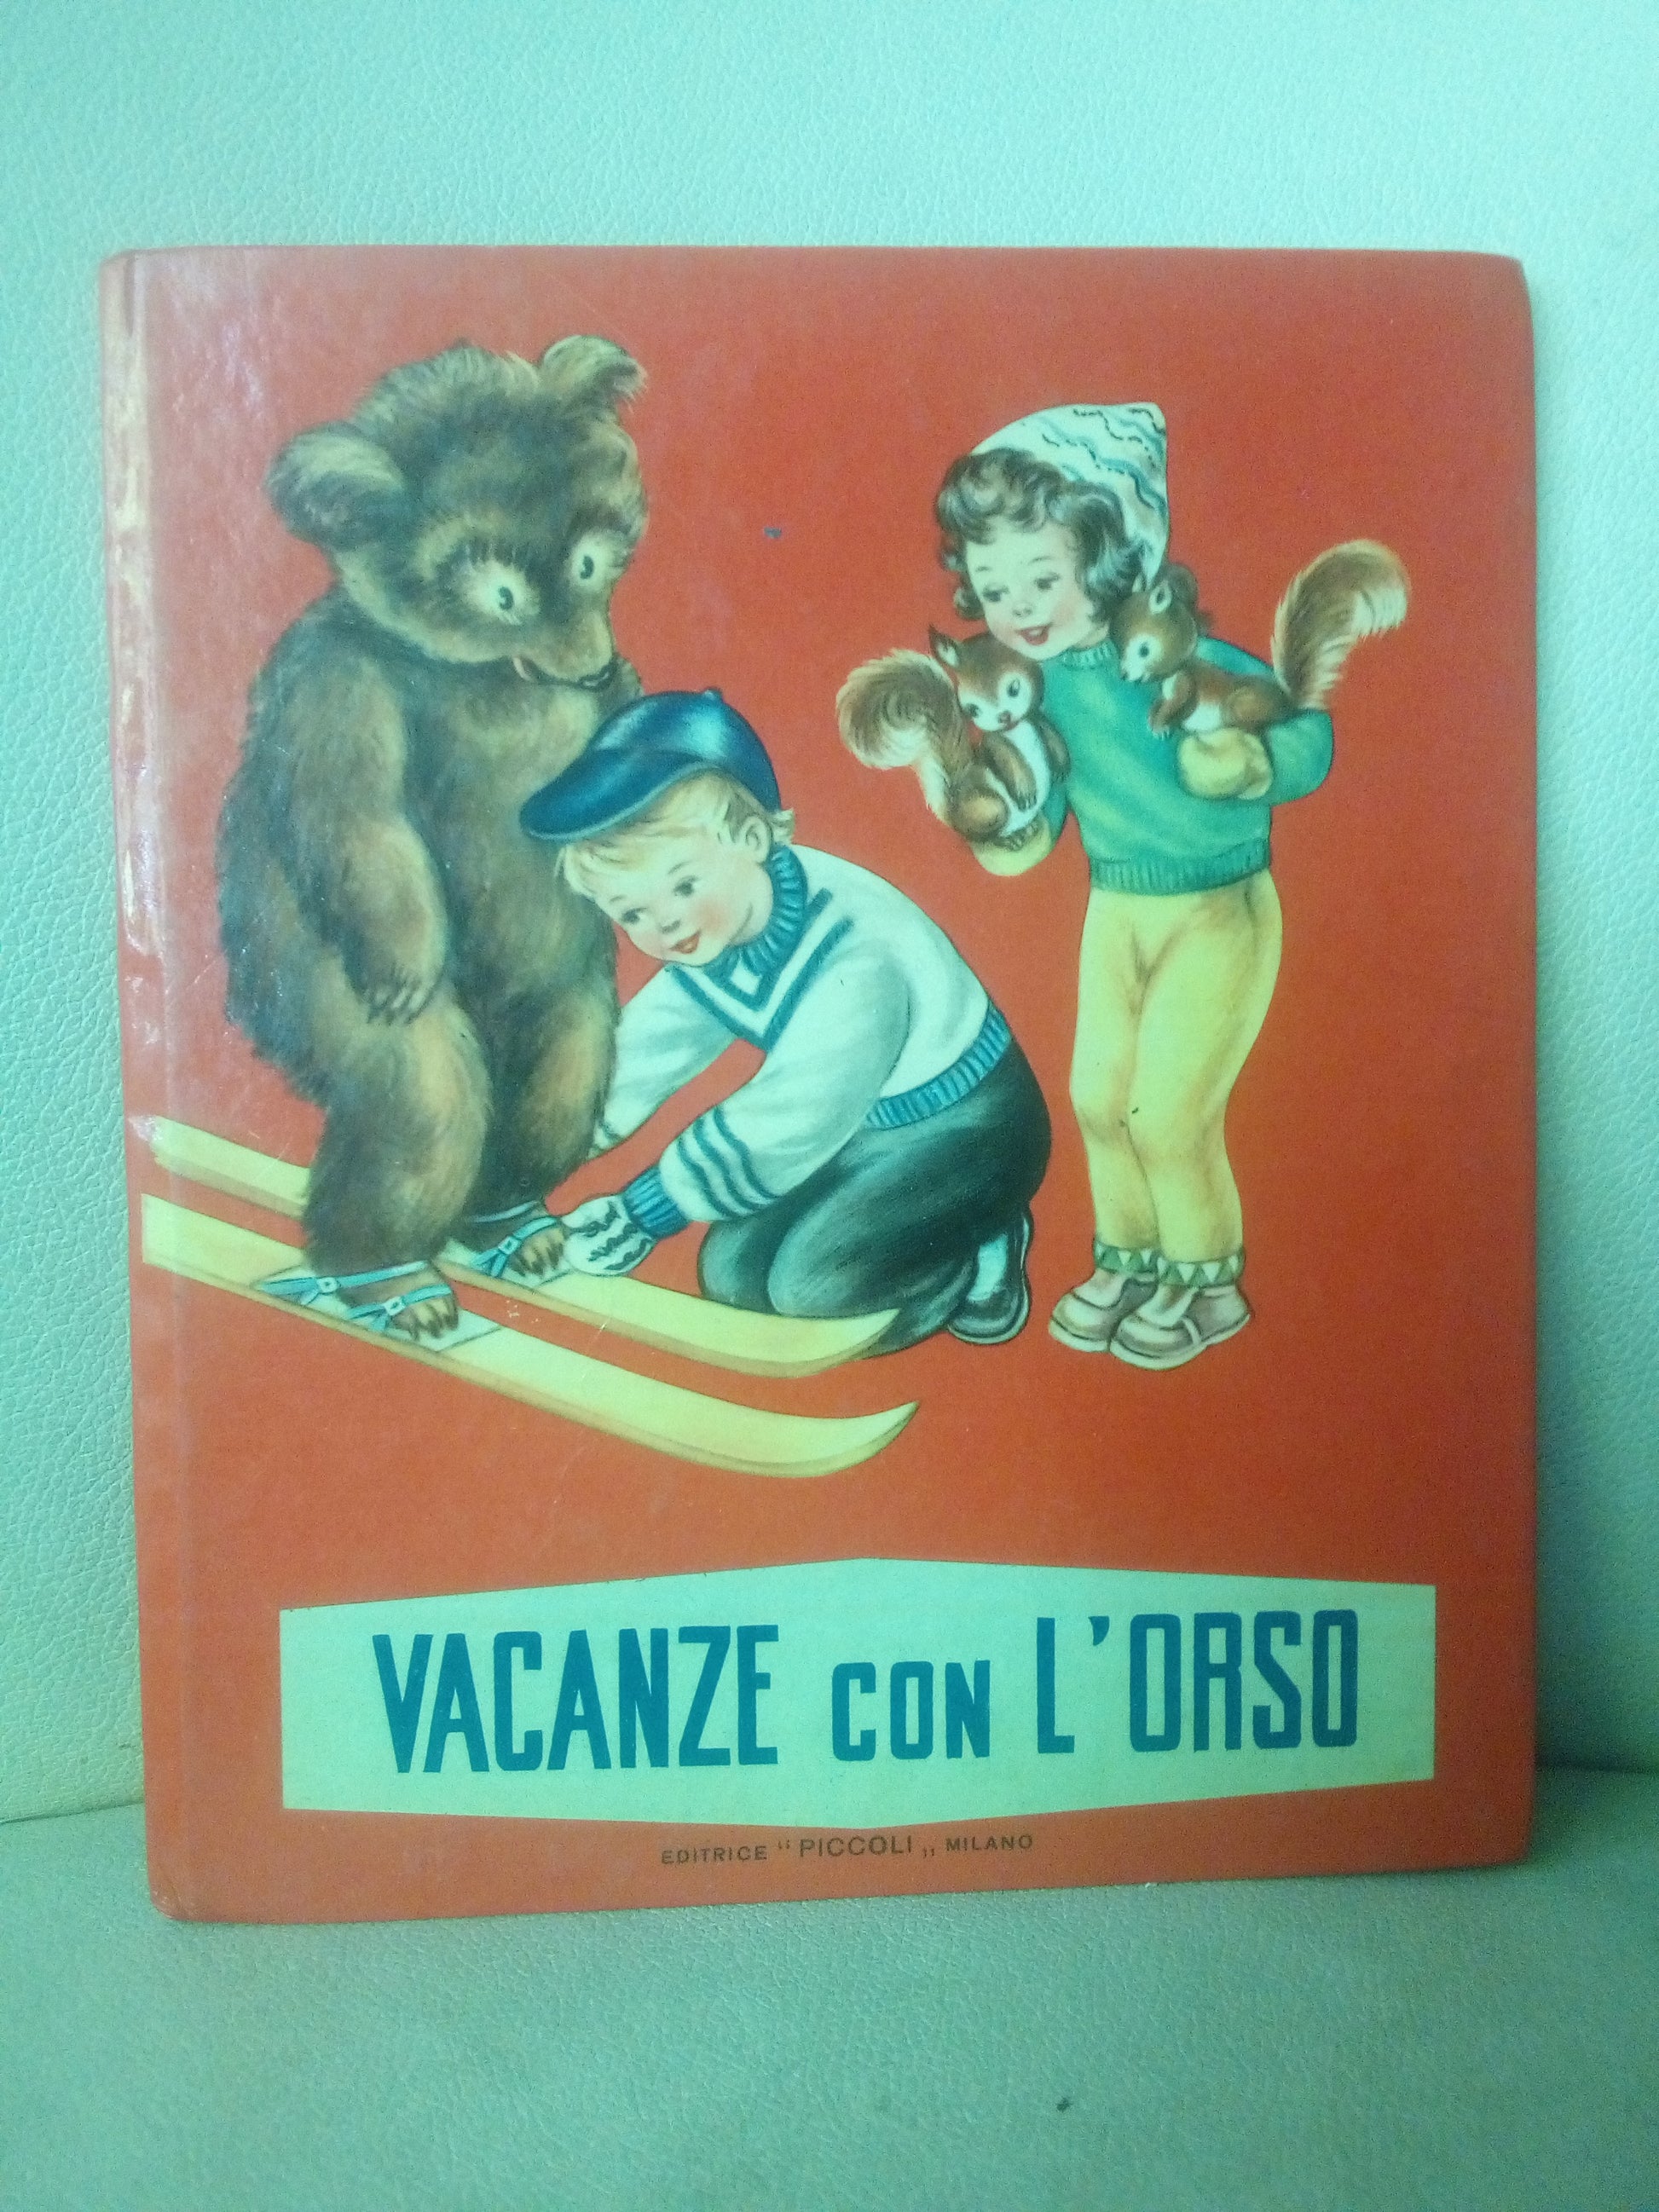 VACANZE CON L'ORSO
EDITRICE “ PICCOLI „ MILANO